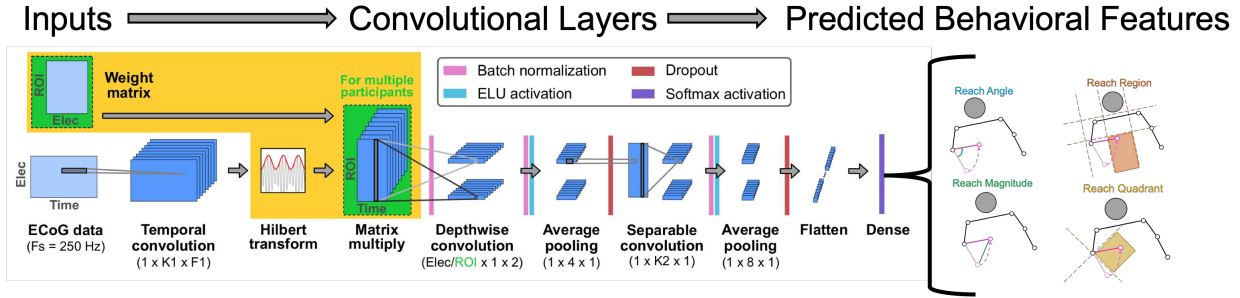 Inputs
Convolutional Layers
Predicted Behavioral Features
ROI
Elec
Weight
matrix
For multiple
participants
Batch normalization
ELU activation
Dropout
Softmax activation
Elec
Time
ROI
Time
ECoG data
(Fs = 250 Hz)
Temporal
convolution
(1 x K1 x F1)
Hilbert
transform
Matrix
multiply
Depthwise
convolution
(Elec/ROI x 1 x 2)
Average
pooling
(1 x 4 x 1)
Separable
convolution
(1 x K2 x 1)
Average
pooling
(1 x 8 x 1)
Flatten
Dense
Reach Angle
Reach Region
Reach Magnitude
Reach Quadrant